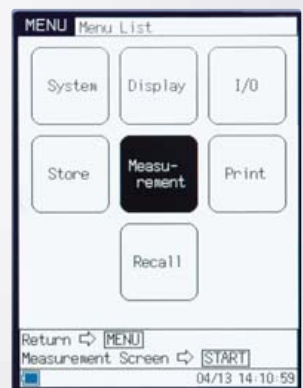 MENU Menu List
System Display I/O
Store Measu-
rement Print
Recall
Return ⇨ MENU
Measurement Screen ⇨ START
04/13 14:10:59